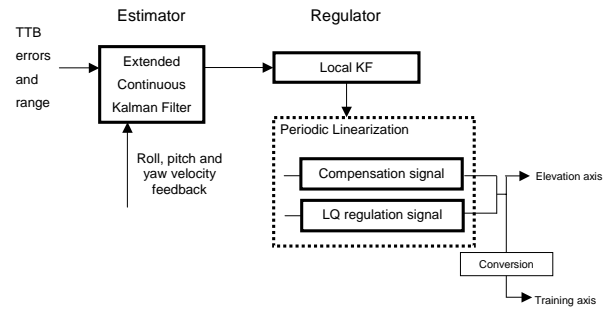 Estimator
Regulator
TTB
errors
and
range
Extended
Continuous
Kalman Filter
Local KF
Periodic Linearization
Roll, pitch and
yaw velocity
feedback
Compensation signal
LQ regulation signal
Elevation axis
Conversion
Training axis